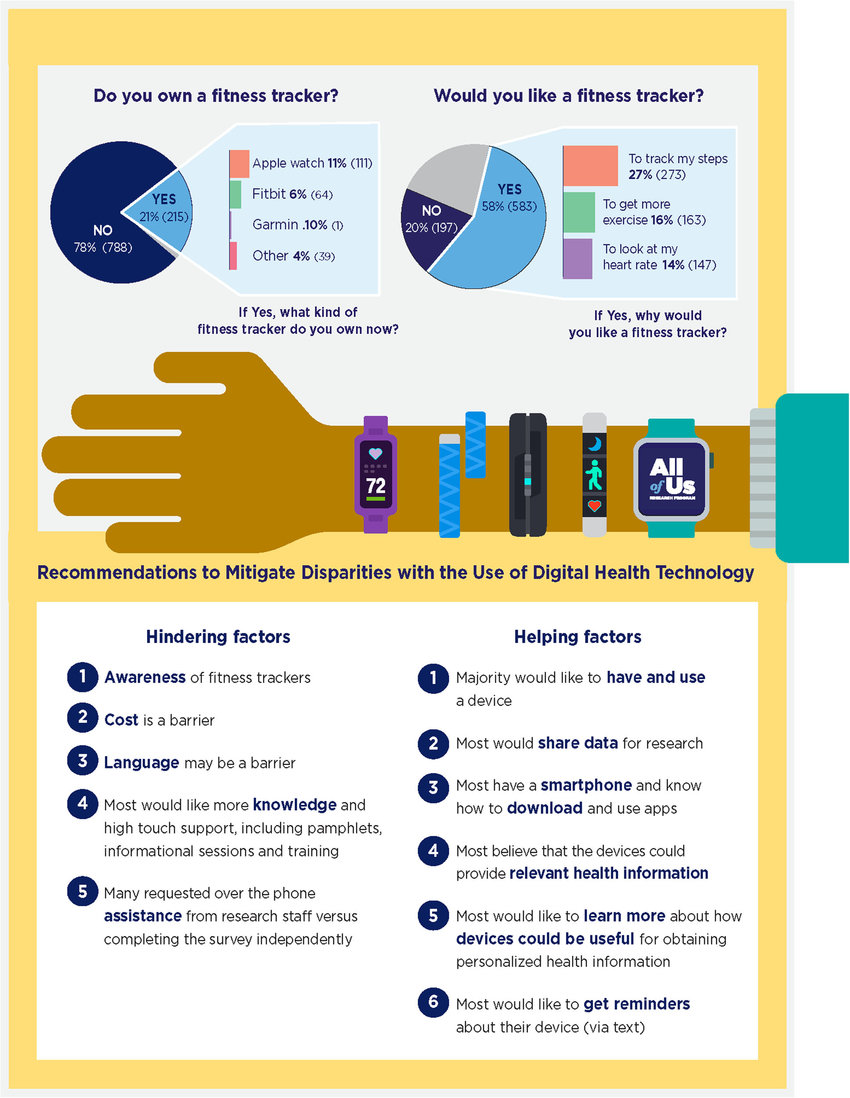 Do you own a fitness tracker?
YES
21% (215)
NO
78% (788)
Apple watch 11% (111)
Fitbit 6% (64)
Garmin .10% (1)
Other 4% (39)
If Yes, what kind of
fitness tracker do you own now?
Would you like a fitness tracker?
YES
58% (583)
NO
20% (197)
To track my steps
27% (273)
To get more
exercise 16% (163)
To look at my
heart rate 14% (147)
If Yes, why would
you like a fitness tracker?
72
All
of Us
RESEARCH PROGRAM
Recommendations to Mitigate Disparities with the Use of Digital Health Technology
Hindering factors
1 Awareness of fitness trackers
2 Cost is a barrier
3 Language may be a barrier
4 Most would like more knowledge and
high touch support, including pamphlets,
informational sessions and training
5 Many requested over the phone
assistance from research staff versus
completing the survey independently
Helping factors
1 Majority would like to have and use
a device
2 Most would share data for research
3 Most have a smartphone and know
how to download and use apps
4 Most believe that the devices could
provide relevant health information
5 Most would like to learn more about how
devices could be useful for obtaining
personalized health information
6 Most would like to get reminders
about their device (via text)